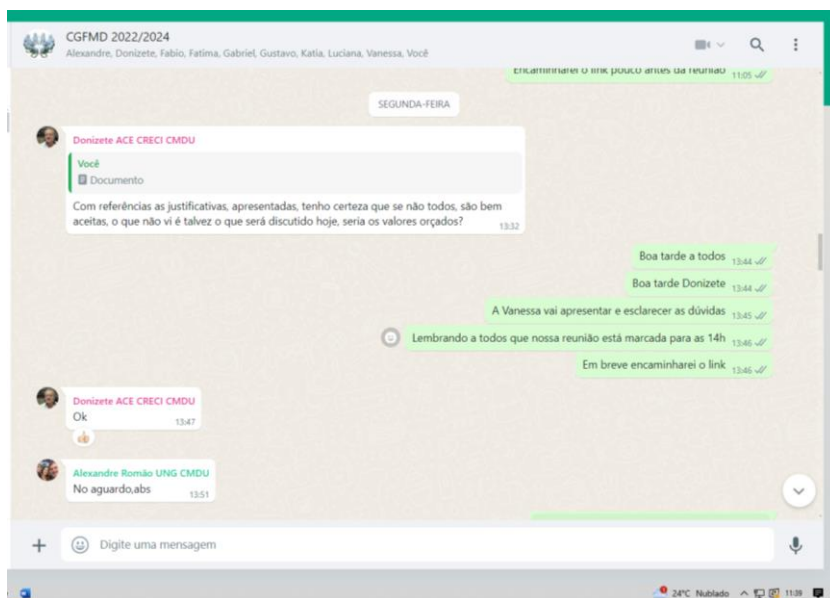 CGFMD 2022/2024
Alexandre, Donizete, Fabio, Fatima, Gabriel, Gustavo, Katia, Luciana, Vanessa, Você
Encaminharei o link pouco antes da reunião 11:05
SEGUNDA-FEIRA
Donizete ACE CRECI CMDU
Você
Documento
Com referências as justificativas, apresentadas, tenho certeza que se não todos, são bem
aceitas, o que não vi é talvez o que será discutido hoje, seria os valores orçados? 13:32
Boa tarde a todos 13:44
Boa tarde Donizete 13:44
A Vanessa vai apresentar e esclarecer as dúvidas 13:45
Lembrando a todos que nossa reunião está marcada para as 14h 13:46
Em breve encaminharei o link 13:46
Donizete ACE CRECI CMDU
Ok 13:47
Alexandre Romão UNG CMDU
No aguardo,abs 13:51
Digite uma mensagem
24°C Nublado 11:39